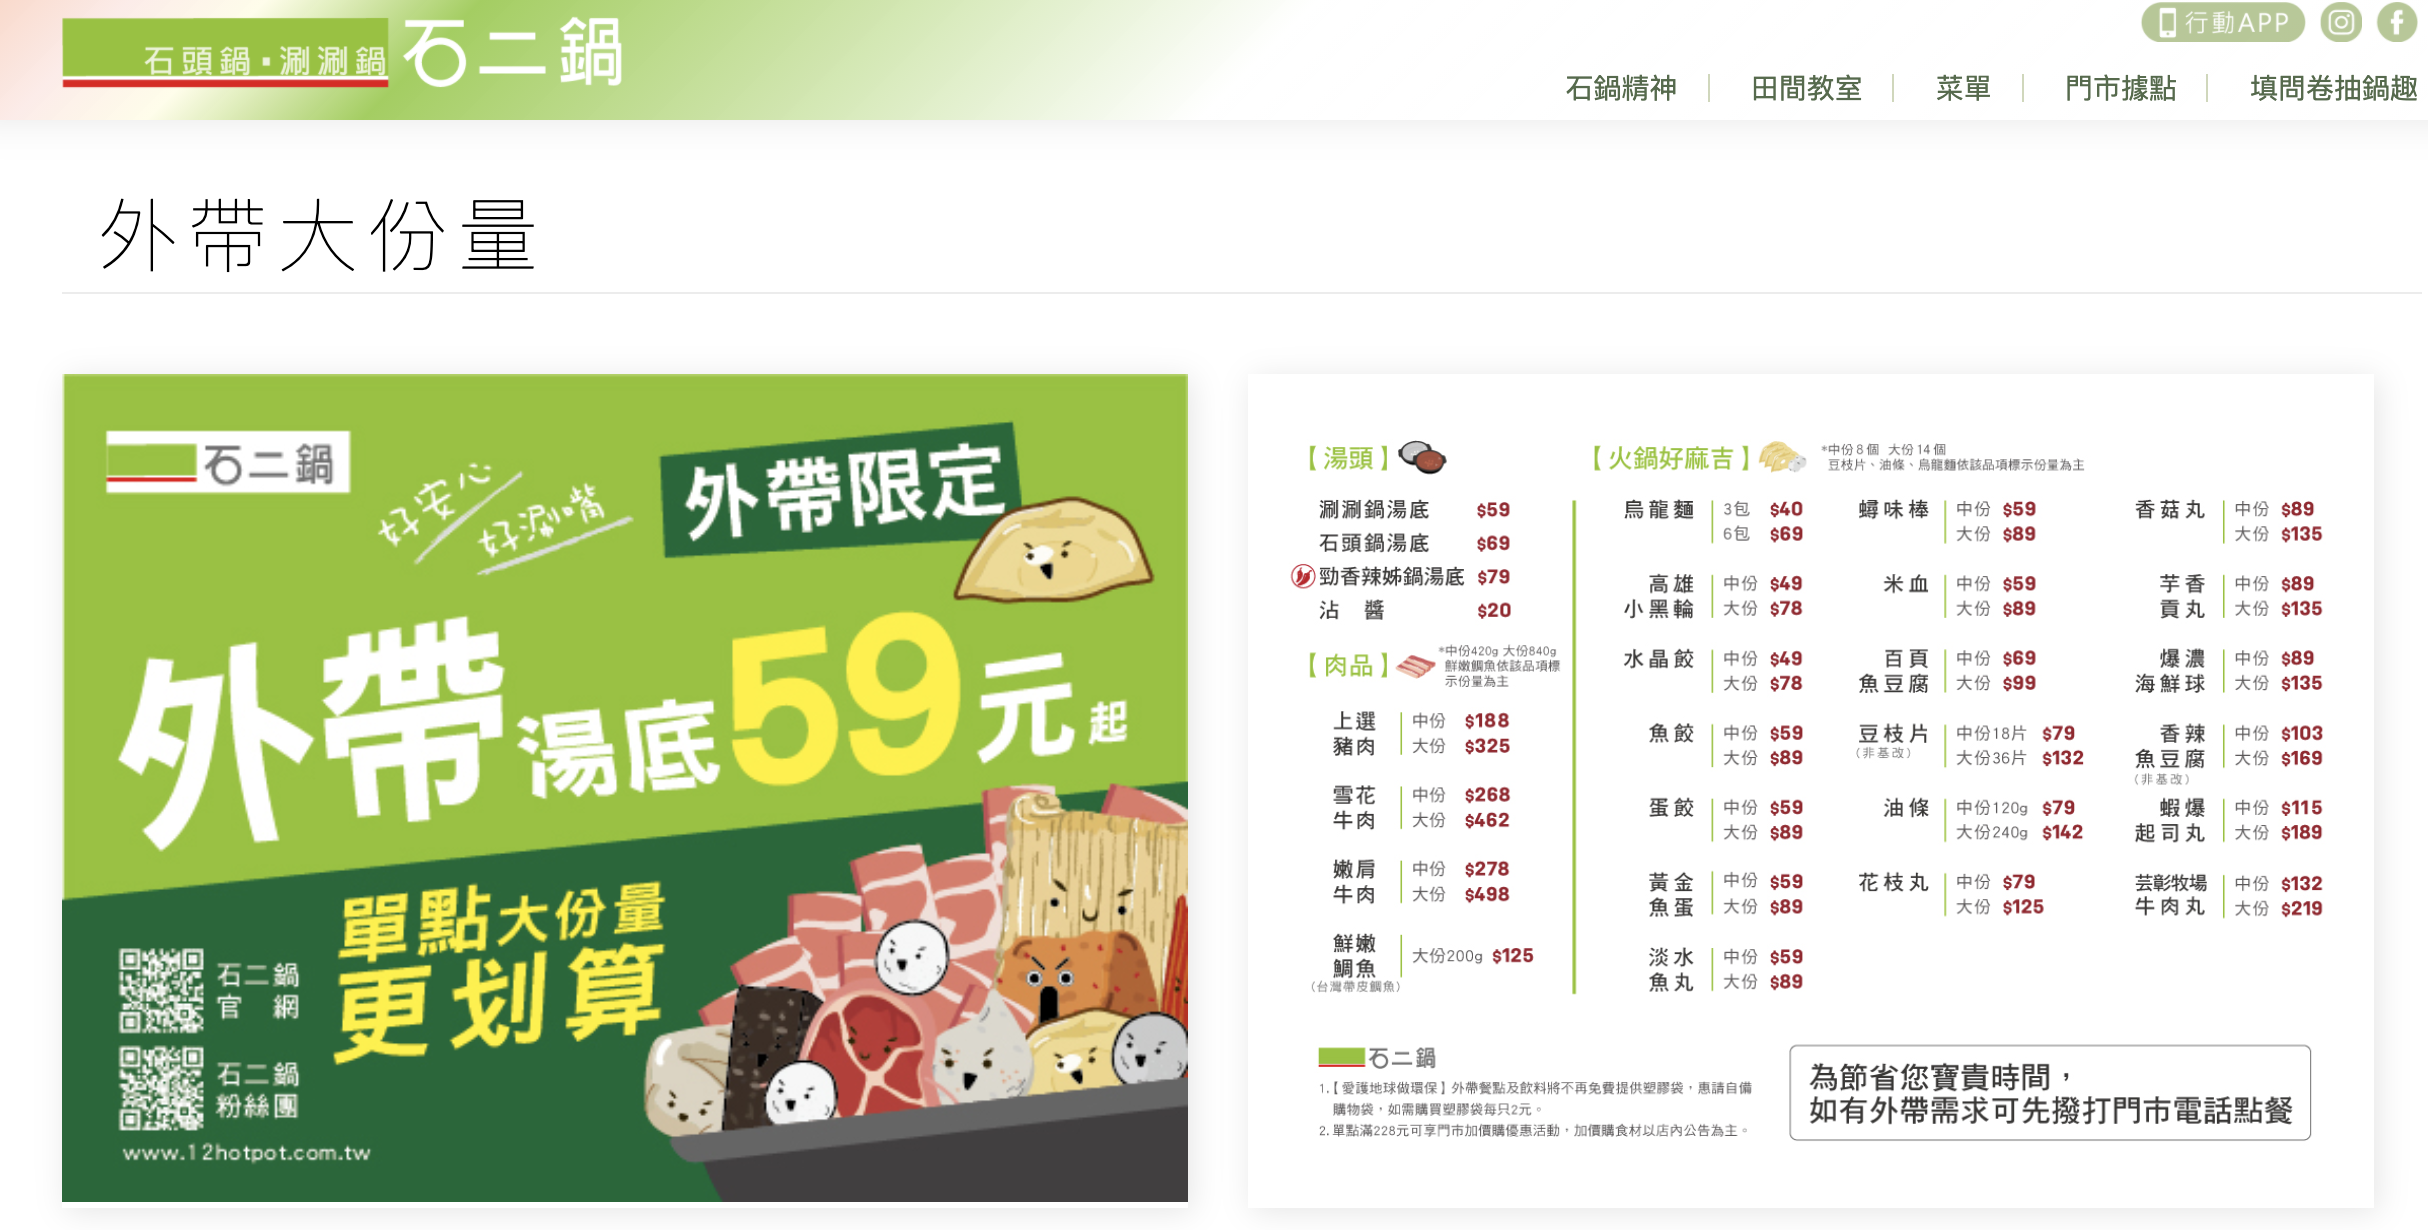 石頭鍋·涮涮鍋 石二鍋
行動APP
石鍋精神 田間教室 菜單 門市據點 填問卷抽鍋趣
外帶大份量
石二鍋
好安心
好涮嘴
外帶限定
外帶湯底59元起
單點大份量
更划算
石二鍋
官網
石二鍋
粉絲團
www.12hotpot.com.tw
【湯頭】
涮涮鍋湯底 $59
石頭鍋湯底 $69
勁香辣姊鍋湯底 $79
沾醬 $20
【肉品】
*中份420g 大份840g
鮮嫩鯛魚依該品項標
示份量為主
上選豬肉 中份 $188
大份 $325
雪花牛肉 中份 $268
大份 $462
嫩肩牛肉 中份 $278
大份 $498
鮮嫩鯛魚 大份200g $125
（台灣帶皮鯛魚）
【火鍋好麻吉】
*中份8個 大份14個
豆枝片、油條、烏龍麵依該品項標示份量為主
烏龍麵 3包 $40
6包 $69
高雄小黑輪 中份 $49
大份 $78
水晶餃 中份 $49
大份 $78
魚餃 中份 $59
大份 $89
蛋餃 中份 $59
大份 $89
黃金魚蛋 中份 $59
大份 $89
淡水魚丸 中份 $59
大份 $89
蟳味棒 中份 $59
大份 $89
米血 中份 $59
大份 $89
百頁魚豆腐 中份 $69
大份 $99
豆枝片 中份18片 $79
（非基改） 大份36片 $132
油條 中份120g $79
大份240g $142
花枝丸 中份 $79
大份 $125
香菇丸 中份 $89
大份 $135
芋香貢丸 中份 $89
大份 $135
爆濃海鮮球 中份 $89
大份 $135
香辣魚豆腐 中份 $103
大份 $169
（非基改）
蝦爆起司丸 中份 $115
大份 $189
芸彰牧場牛肉丸 中份 $132
大份 $219
石二鍋
1.【愛護地球做環保】外帶餐點及飲料將不再免費提供塑膠袋，惠請自備
購物袋，如需購買塑膠袋每只2元。
2. 單點滿228元可享門市加價購優惠活動，加價購食材以店內公告為主。
為節省您寶貴時間，
如有外帶需求可先撥打門市電話點餐